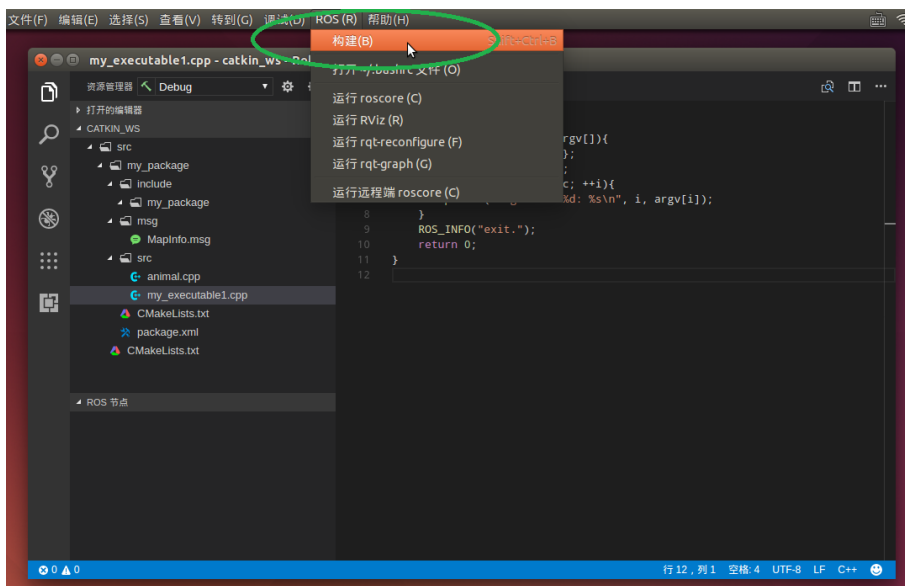 文件(F) 编辑(E) 选择(S) 查看(V) 转到(G) 调试(D) ROS (R) 帮助(H)
构建(B) Shift+Ctrl+B
my_executable1.cpp - catkin_ws - Ro
打开 ~/.bashrc 文件 (O)
资源管理器 Debug
运行 roscore (C)
打开的编辑器
运行 RViz (R)
CATKIN_WS
rgv[]){
运行 rqt-reconfigure (F)
src
};
运行 rqt-graph (G)
my_package
;
include
c; ++i){
运行远程端 roscore (C)
my_package
%d: %s\n", i, argv[i]);
msg
8 }
MapInfo.msg
9 ROS_INFO("exit.");
10 return 0;
src
11 }
animal.cpp
12
my_executable1.cpp
CMakeLists.txt
package.xml
CMakeLists.txt
ROS 节点
0 0 行 12，列 1 空格: 4 UTF-8 LF C++